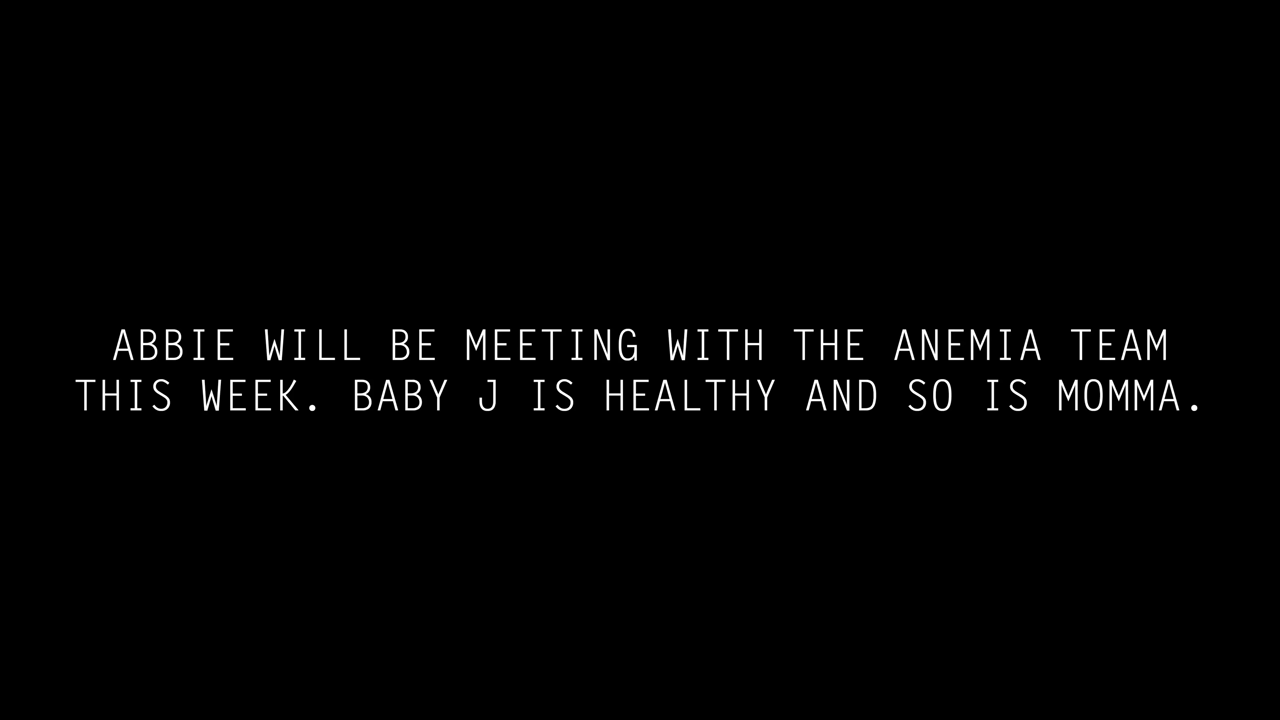 ABBIE WILL BE MEETING WITH THE ANEMIA TEAM
THIS WEEK. BABY J IS HEALTHY AND SO IS MOMMA.